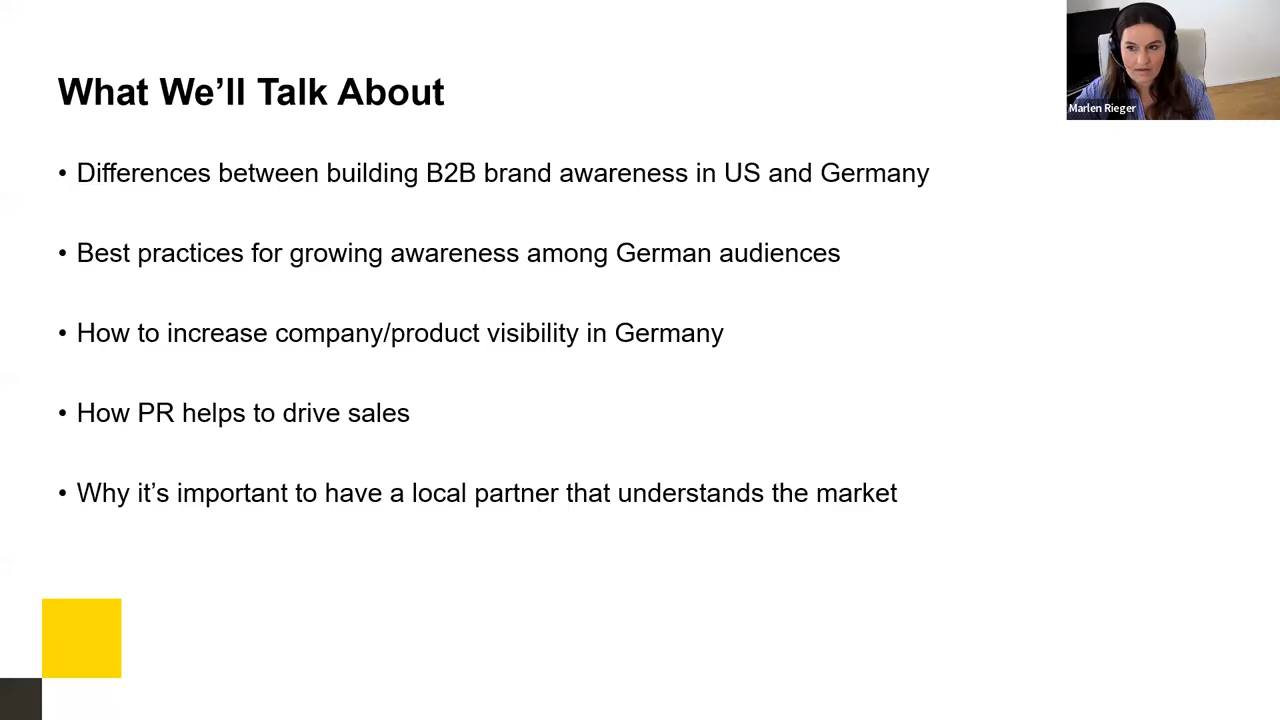 What We’ll Talk About
Marlen Rieger
• Differences between building B2B brand awareness in US and Germany
• Best practices for growing awareness among German audiences
• How to increase company/product visibility in Germany
• How PR helps to drive sales
• Why it’s important to have a local partner that understands the market